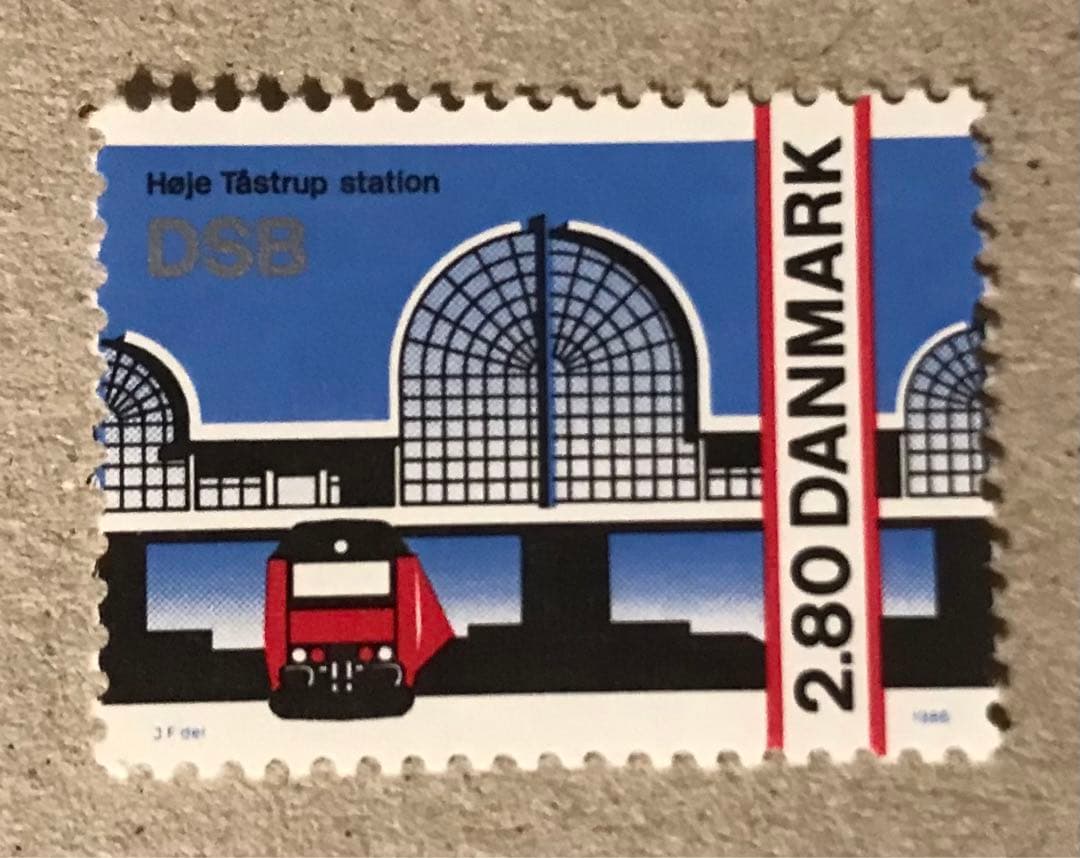 Høje Tåstrup station
DSB
2.80 DANMARK
J F del
1986